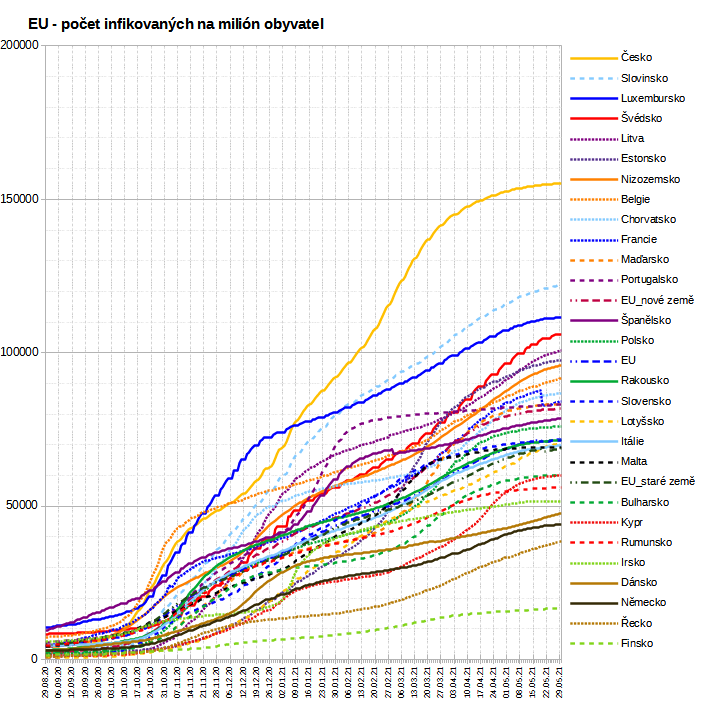 EU - počet infikovaných na milión obyvatel
200000
150000
100000
50000
0
29.08.20
06.09.20
12.09.20
19.09.20
26.09.20
03.10.20
10.10.20
17.10.20
24.10.20
31.10.20
07.11.20
14.11.20
21.11.20
28.11.20
05.12.20
12.12.20
19.12.20
26.12.20
02.01.21
09.01.21
16.01.21
23.01.21
30.01.21
06.02.21
13.02.21
20.02.21
27.02.21
06.03.21
13.03.21
20.03.21
27.03.21
03.04.21
10.04.21
17.04.21
24.04.21
01.05.21
08.05.21
15.05.21
22.05.21
29.05.21
Česko
Slovinsko
Luxembursko
Švédsko
Litva
Estonsko
Nizozemsko
Belgie
Chorvatsko
Francie
Maďarsko
Portugalsko
EU_nové země
Španělsko
Polsko
EU
Rakousko
Slovensko
Lotyšsko
Itálie
Malta
EU_staré země
Bulharsko
Kypr
Rumunsko
Irsko
Dánsko
Německo
Řecko
Finsko